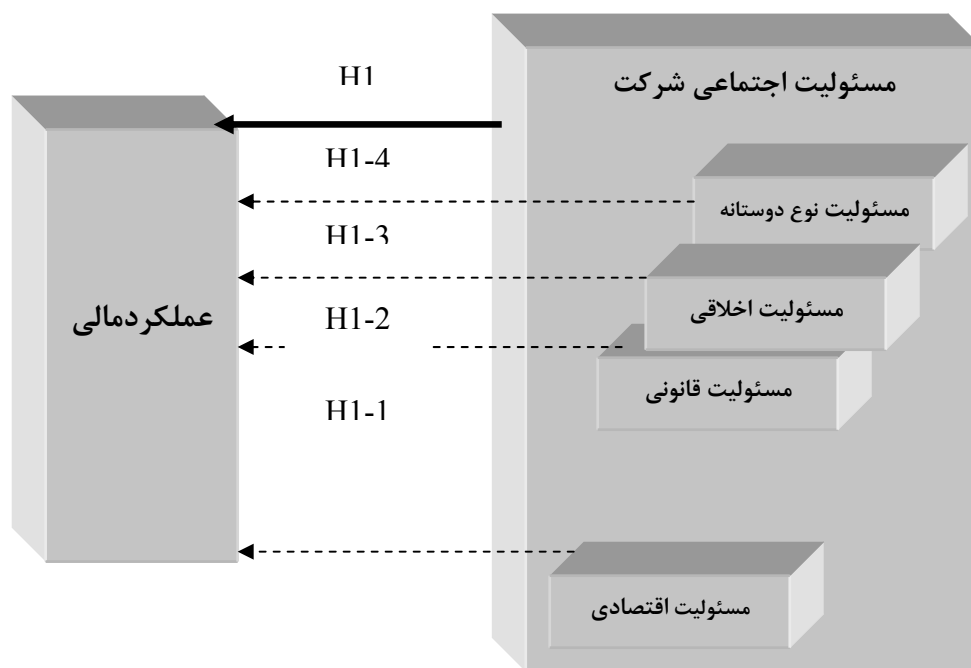 مسئولیت اجتماعی شرکت
H1
H1-4
مسئولیت نوع دوستانه
H1-3
مسئولیت اخلاقی
عملکردمالی
H1-2
مسئولیت قانونی
H1-1
مسئولیت اقتصادی